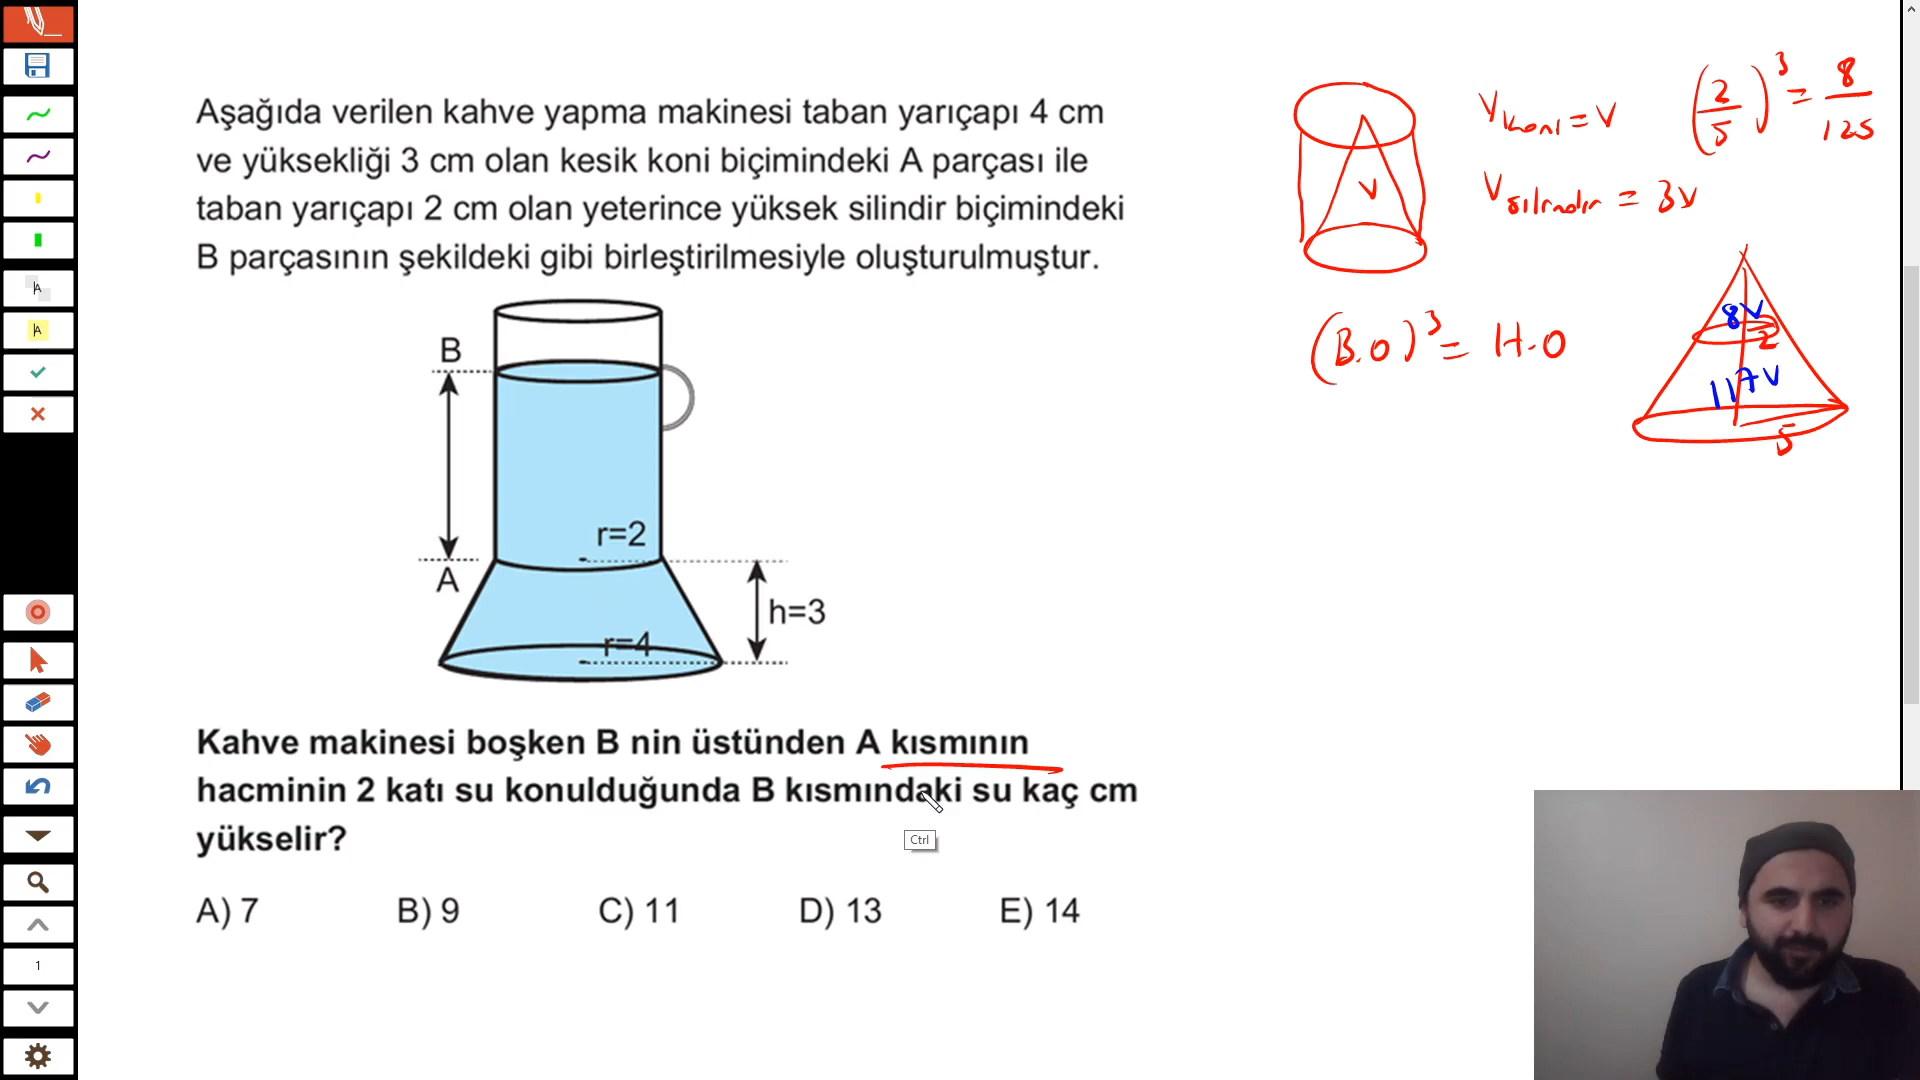 Aşağıda verilen kahve yapma makinesi taban yarıçapı 4 cm
ve yüksekliği 3 cm olan kesik koni biçimindeki A parçası ile
taban yarıçapı 2 cm olan yeterince yüksek silindir biçimindeki
B parçasının şekildeki gibi birleştirilmesiyle oluşturulmuştur.
B
r=2
A
h=3
r=4
Kahve makinesi boşken B nin üstünden A kısmının
hacminin 2 katı su konulduğunda B kısmındaki su kaç cm
yükselir?
Ctrl
A) 7 B) 9 C) 11 D) 13 E) 14
V koni = V
(2/5)³ = 8/125
V
V silindir = 3V
(B.O)³ = H.O
8V
2
117V
5
A
A
1